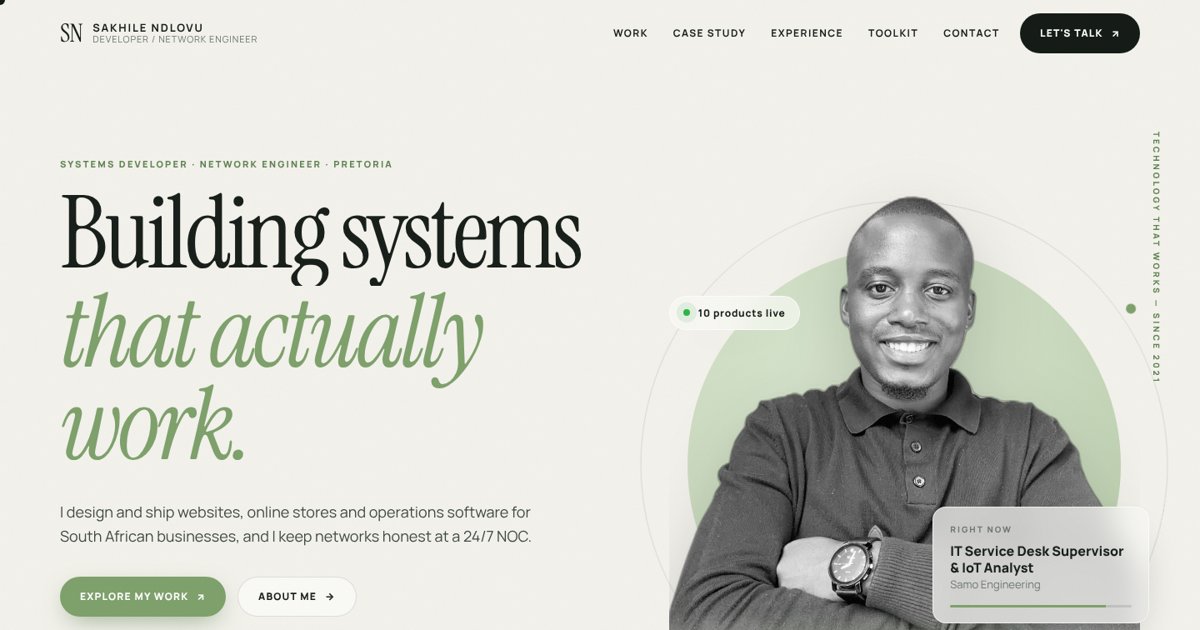 SN
SAKHILE NDLOVU
DEVELOPER / NETWORK ENGINEER
WORK
CASE STUDY
EXPERIENCE
TOOLKIT
CONTACT
LET'S TALK ↗
SYSTEMS DEVELOPER · NETWORK ENGINEER · PRETORIA
Building systems
that actually
work.
I design and ship websites, online stores and operations software for
South African businesses, and I keep networks honest at a 24/7 NOC.
EXPLORE MY WORK ↗
ABOUT ME →
10 products live
TECHNOLOGY THAT WORKS — SINCE 2021
RIGHT NOW
IT Service Desk Supervisor
& IoT Analyst
Samo Engineering